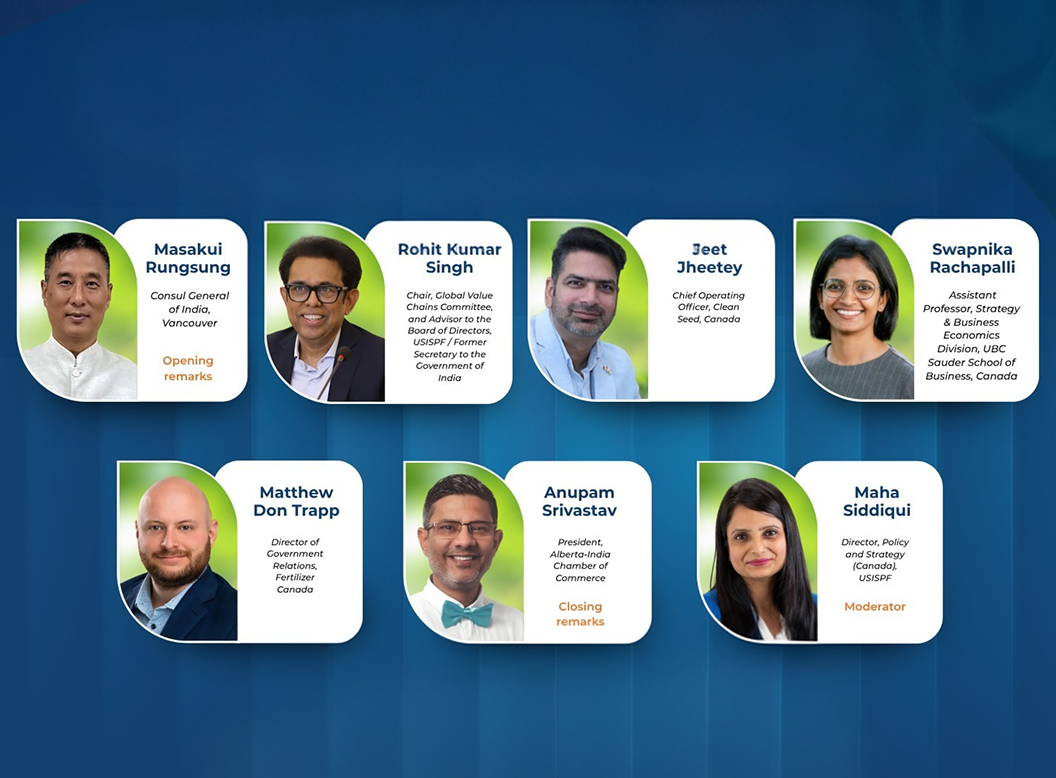 Masakui
Rungsung
Consul General
of India,
Vancouver
Opening
remarks
Rohit Kumar
Singh
Chair, Global Value
Chains Committee,
and Advisor to the
Board of Directors,
USISPF / Former
Secretary to the
Government of
India
Jeet
Jheetey
Chief Operating
Officer, Clean
Seed, Canada
Swapnika
Rachapalli
Assistant
Professor, Strategy
& Business
Economics
Division, UBC
Sauder School of
Business, Canada
Matthew
Don Trapp
Director of
Government
Relations,
Fertilizer
Canada
Anupam
Srivastav
President,
Alberta-India
Chamber of
Commerce
Closing
remarks
Maha
Siddiqui
Director, Policy
and Strategy
(Canada),
USISPF
Moderator